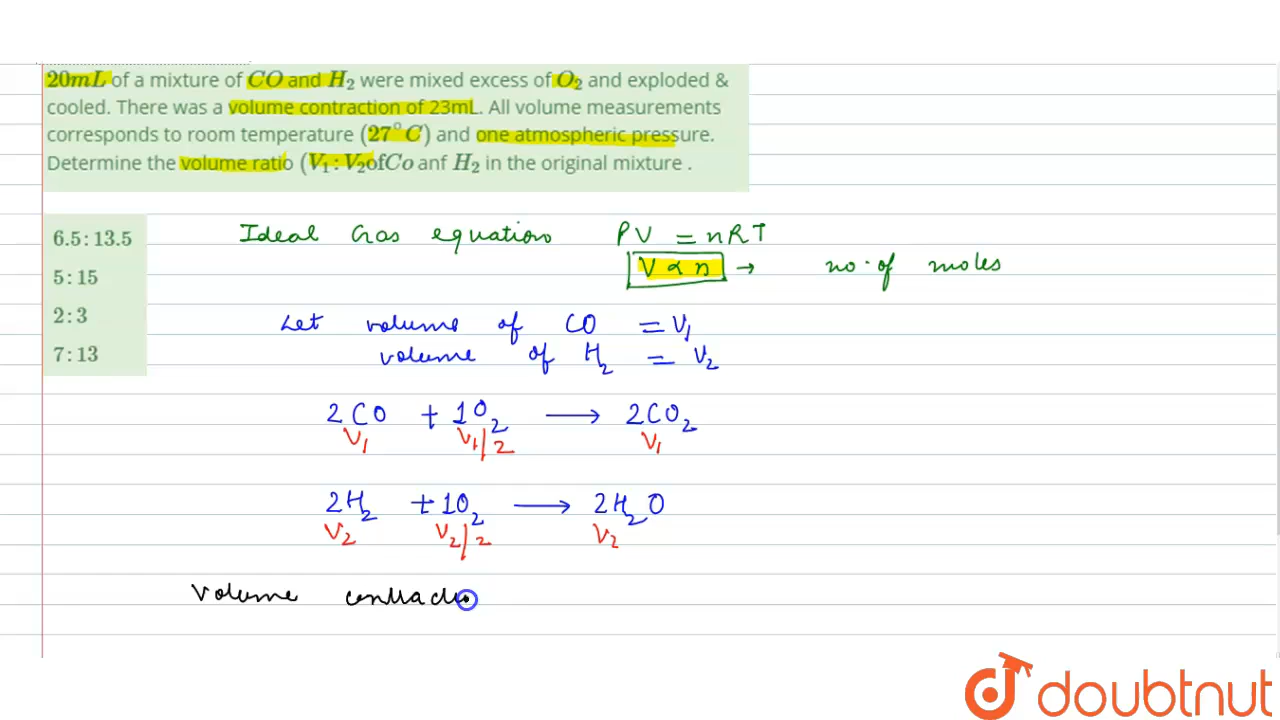 20mL of a mixture of CO and H₂ were mixed excess of O₂ and exploded &
cooled. There was a volume contraction of 23mL. All volume measurements
corresponds to room temperature (27°C) and one atmospheric pressure.
Determine the volume ratio (V₁ : V₂ofCo anf H₂ in the original mixture .
6.5 : 13.5
5 : 15
2 : 3
7 : 13
Ideal Gas equation PV = nRT
V ∝ n → no. of moles
Let volume of CO = V₁
volume of H₂ = V₂
2CO + 1O₂ ⟶ 2CO₂
V₁ V₁/2 V₁
2H₂ + 1O₂ ⟶ 2H₂O
V₂ V₂/2 V₂
Volume
doubtnut